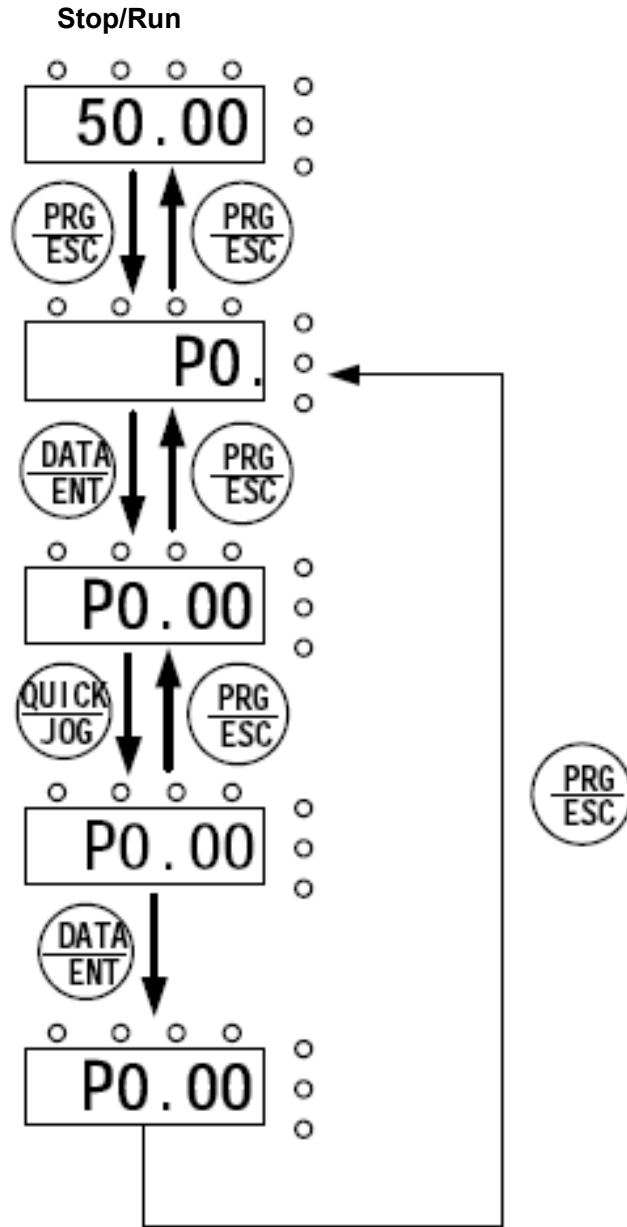 Stop/Run
50.00
PRG
ESC
PRG
ESC
P0.
DATA
ENT
PRG
ESC
P0.00
QUICK
JOG
PRG
ESC
P0.00
PRG
ESC
DATA
ENT
P0.00